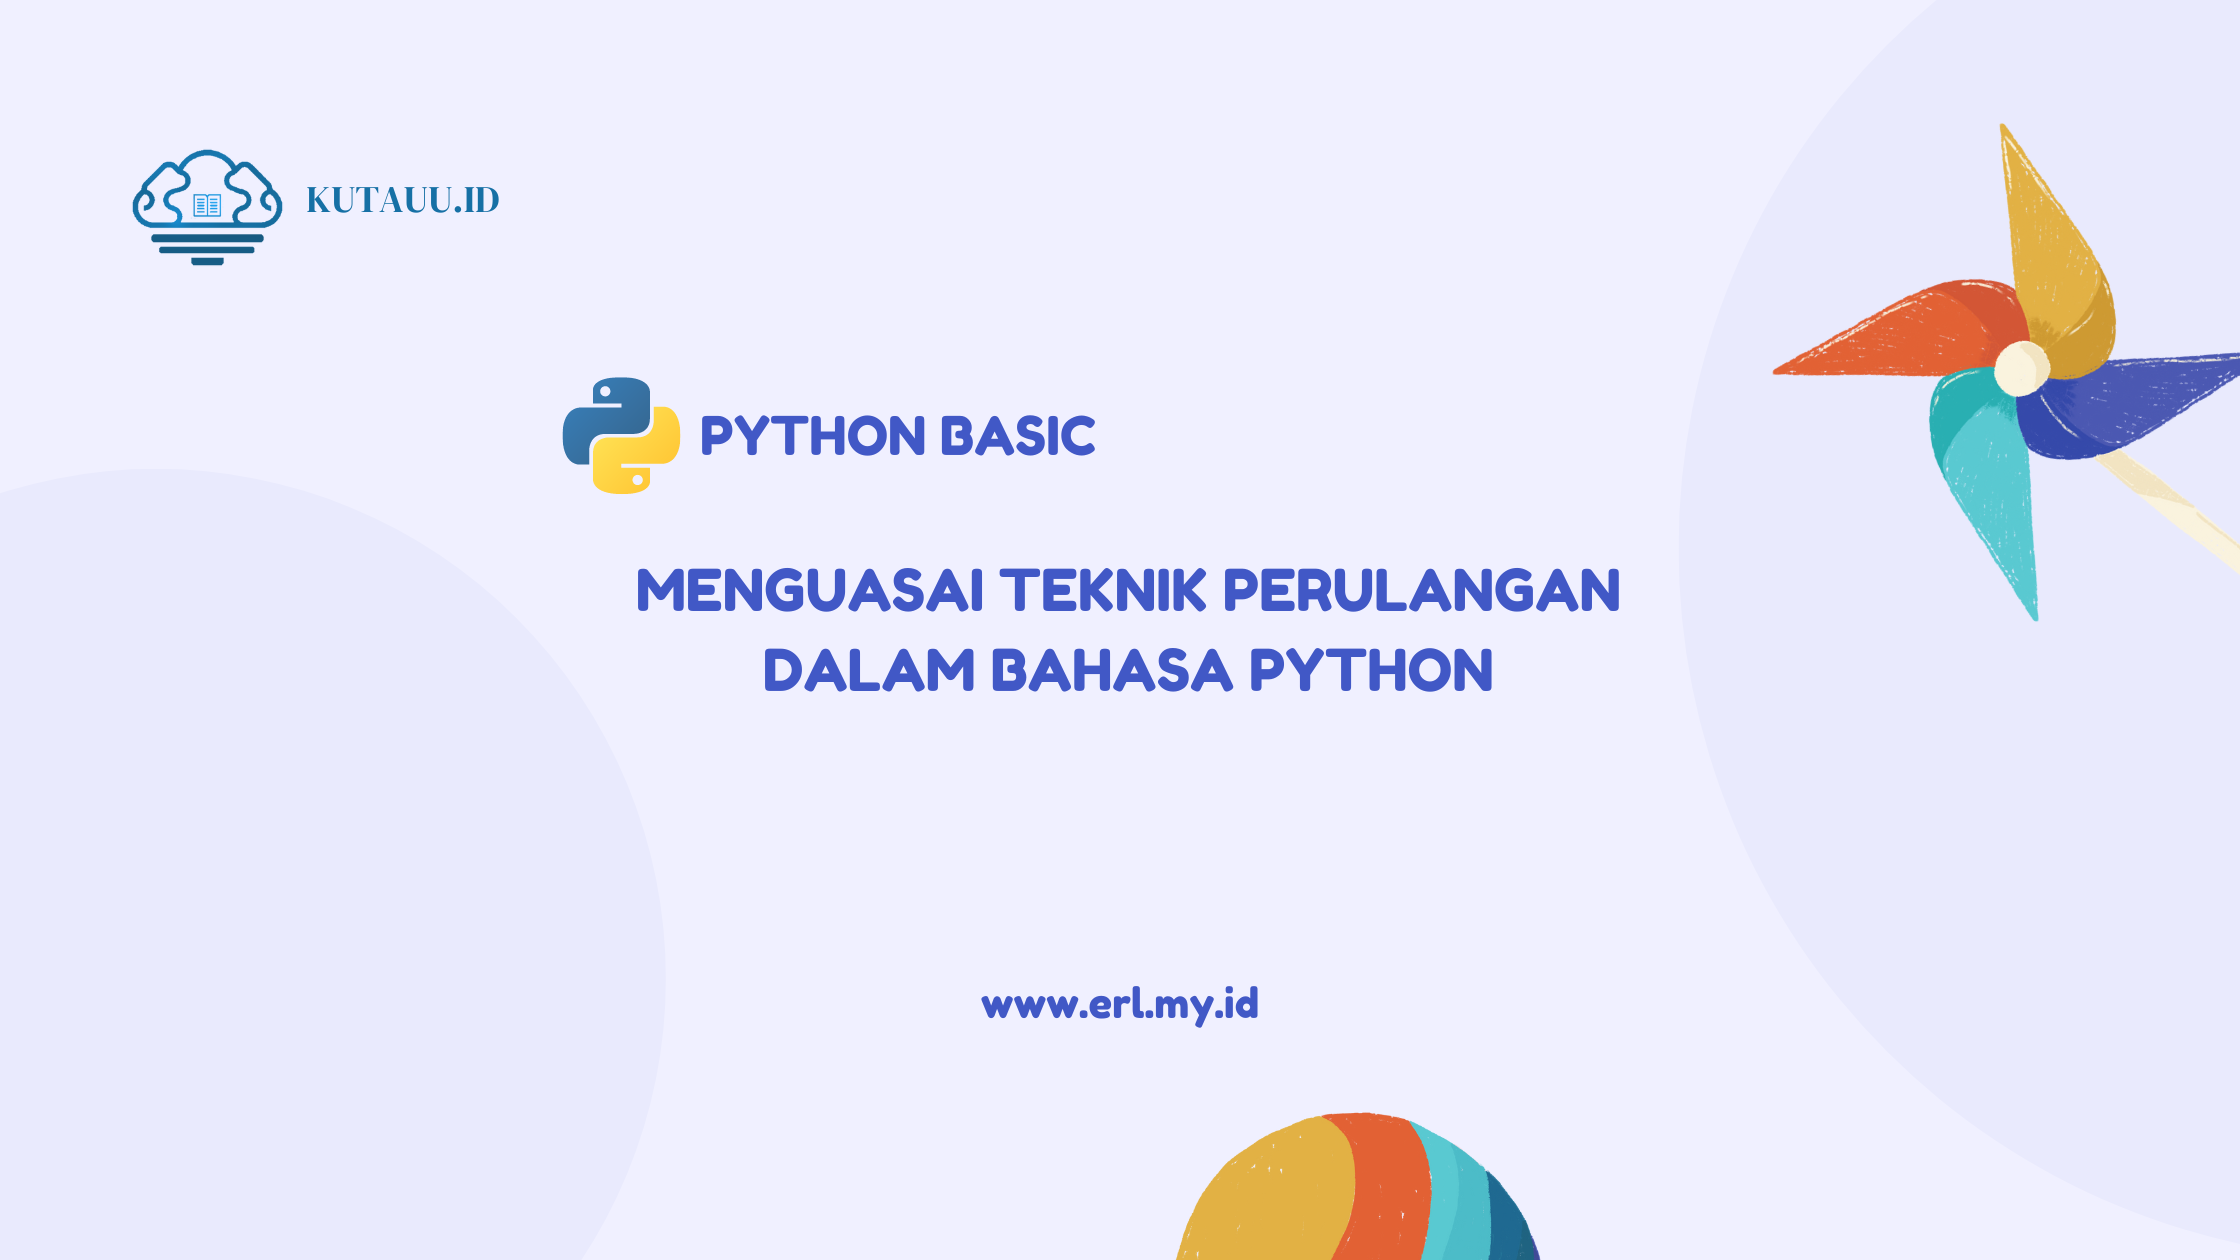 KUTAUU.ID
PYTHON BASIC
MENGUASAI TEKNIK PERULANGAN
DALAM BAHASA PYTHON
www.erl.my.id